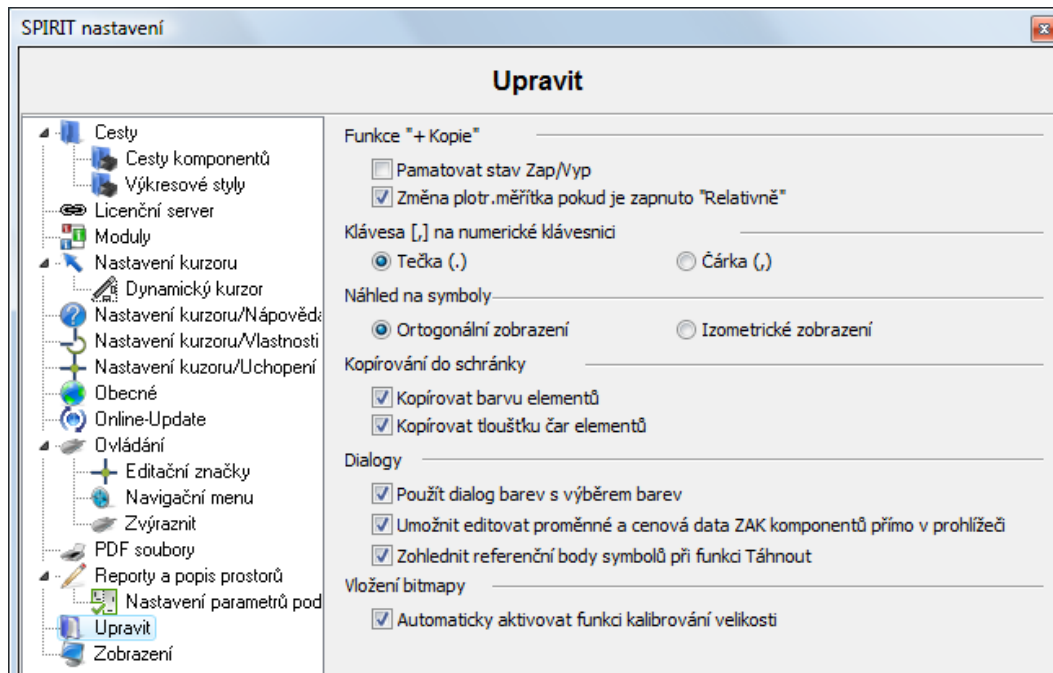 SPIRIT nastavení
Upravit
Cesty
Cesty komponentů
Výkresové styly
Licenční server
Moduly
Nastavení kurzoru
Dynamický kurzor
Nastavení kurzoru/Nápověd
Nastavení kurzoru/Vlastnosti
Nastavení kuzoru/Uchopení
Obecné
Online-Update
Ovládání
Editační značky
Navigační menu
Zvýraznit
PDF soubory
Reporty a popis prostorů
Nastavení parametrů pod
Upravit
Zobrazení
Funkce "+ Kopie"
Pamatovat stav Zap/Vyp
Změna plotr.měřítka pokud je zapnuto "Relativně"
Klávesa [,] na numerické klávesnici
Tečka (.) Čárka (,)
Náhled na symboly
Ortogonální zobrazení Izometrické zobrazení
Kopírování do schránky
Kopírovat barvu elementů
Kopírovat tloušťku čar elementů
Dialogy
Použít dialog barev s výběrem barev
Umožnit editovat proměnné a cenová data ZAK komponentů přímo v prohlížeči
Zohlednit referenční body symbolů při funkci Táhnout
Vložení bitmapy
Automaticky aktivovat funkci kalibrování velikosti